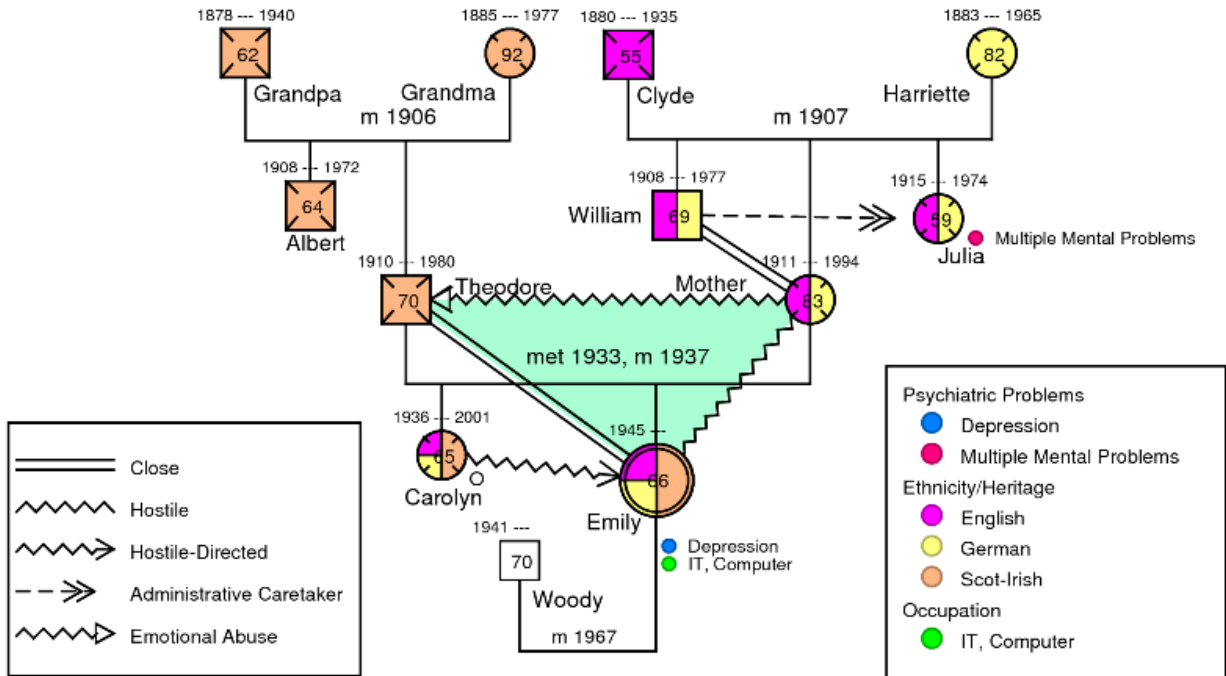 1878 --- 1940
1885 --- 1977
1880 --- 1935
1883 --- 1965
62
92
55
82
Grandpa
Grandma
Clyde
Harriette
m 1906
m 1907
1908 --- 1972
1908 --- 1977
1915 --- 1974
64
William
69
59
Albert
Julia
Multiple Mental Problems
1910 --- 1980
1911 --- 1994
Theodore
Mother
70
83
met 1933, m 1937
1936 --- 2001
1945 ---
65
66
Carolyn
Emily
1941 ---
70
Depression
IT, Computer
Woody
m 1967
Close
Hostile
Hostile-Directed
Administrative Caretaker
Emotional Abuse
Psychiatric Problems
Depression
Multiple Mental Problems
Ethnicity/Heritage
English
German
Scot-Irish
Occupation
IT, Computer